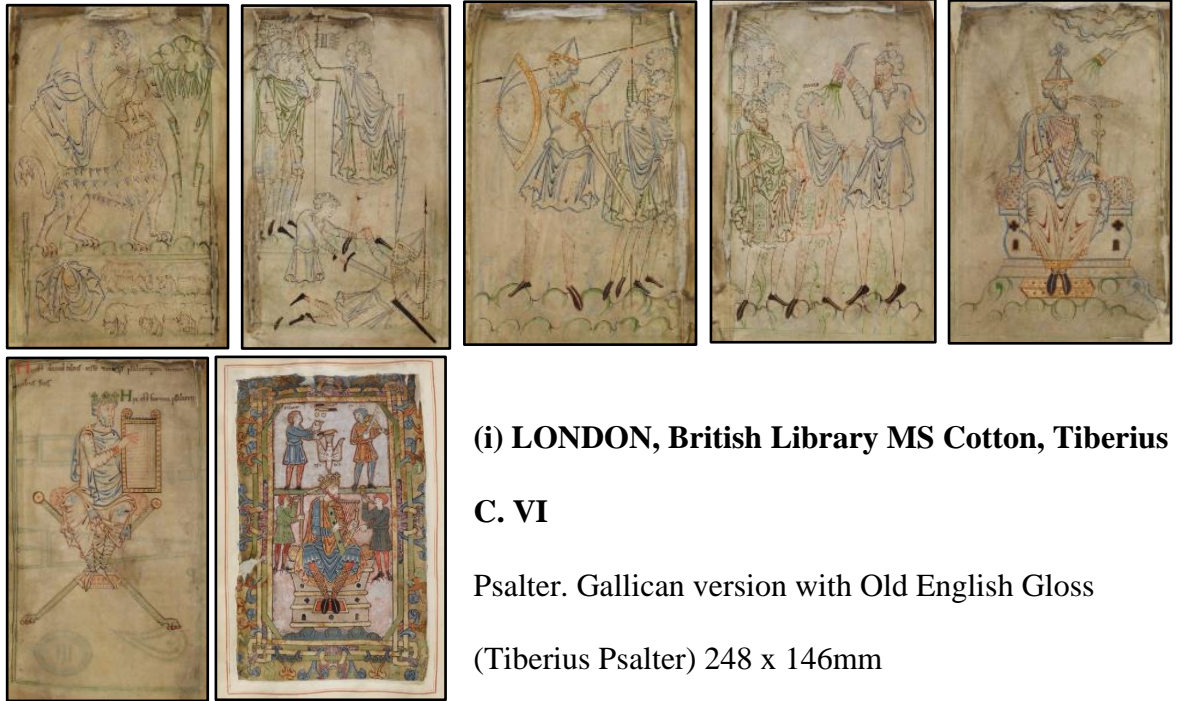 (i) LONDON, British Library MS Cotton, Tiberius
C. VI
Psalter. Gallican version with Old English Gloss
(Tiberius Psalter) 248 x 146mm